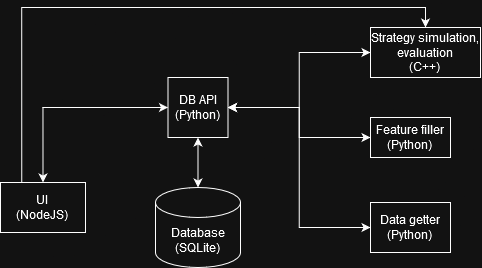 Strategy simulation,
evaluation
(C++)
DB API
(Python)
Feature filler
(Python)
UI
(NodeJS)
Database
(SQLite)
Data getter
(Python)